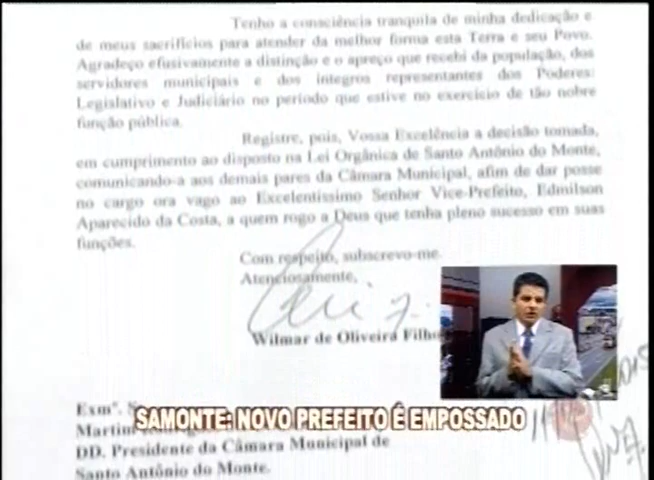 Tenho a consciência tranquila de minha dedicação e
de meus sacrifícios para atender da melhor forma esta Terra e seu Povo.
Agradeço efusivamente a distinção e o apreço que recebi da população, dos
servidores municipais e dos íntegros representantes dos Poderes:
Legislativo e Judiciário no período que estive no exercício de tão nobre
função pública.
Registre, pois, Vossa Excelência a decisão tomada,
em cumprimento ao disposto na Lei Orgânica de Santo Antônio do Monte,
comunicando-a aos demais pares da Câmara Municipal, afim de dar posse
no cargo ora vago ao Excelentíssimo Senhor Vice-Prefeito, Edmilson
Aparecido da Costa, a quem rogo a Deus que tenha pleno sucesso em suas
funções.
Com respeito, subscrevo-me.
Atenciosamente,
Wilmar de Oliveira Filho
Exmº.
SAMONTE: NOVO PREFEITO É EMPOSSADO
Martim
DD. Presidente da Câmara Municipal de
Santo Antônio do Monte.